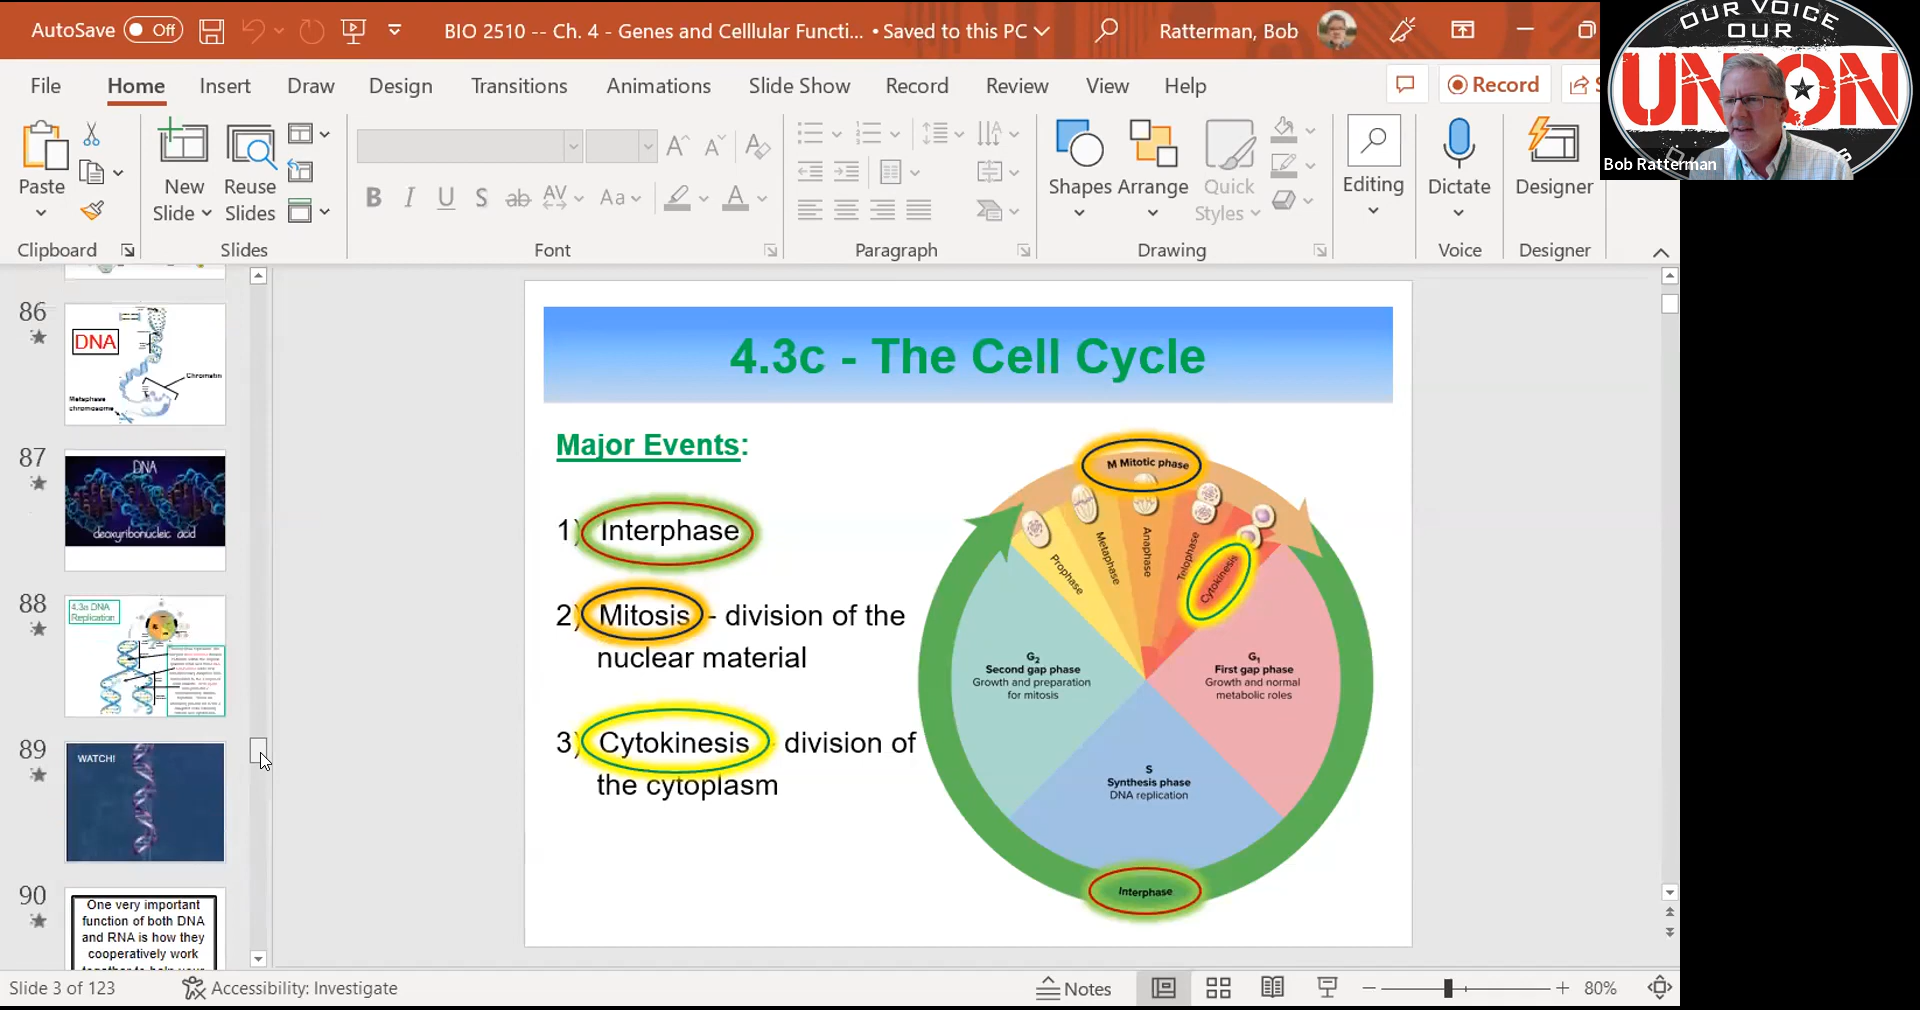 AutoSave Off BIO 2510 -- Ch. 4 - Genes and Celllular Functi... • Saved to this PC Ratterman, Bob
OUR VOICE
OUR
UNION
Bob Ratterman
File Home Insert Draw Design Transitions Animations Slide Show Record Review View Help Record
Paste
New Slide
Reuse Slides
Shapes Arrange Quick Styles
Editing
Dictate
Designer
Clipboard Slides Font Paragraph Drawing Voice Designer
86
DNA
Chromatin
Metaphase
chromosome
87
DNA
deoxyribonucleic acid
88
4.3a DNA
Replication
89
WATCH!
90
One very important
function of both DNA
and RNA is how they
cooperatively work
4.3c - The Cell Cycle
Major Events:
1) Interphase
2) Mitosis - division of the
nuclear material
3) Cytokinesis division of
the cytoplasm
M Mitotic phase
Prophase
Metaphase
Anaphase
Telophase
Cytokinesis
G2
Second gap phase
Growth and preparation
for mitosis
G1
First gap phase
Growth and normal
metabolic roles
S
Synthesis phase
DNA replication
Interphase
Slide 3 of 123 Accessibility: Investigate Notes 80%